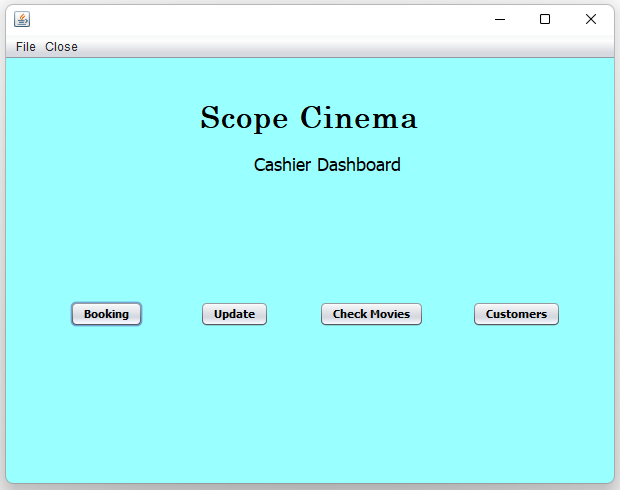 File Close
Scope Cinema
Cashier Dashboard
Booking Update Check Movies Customers